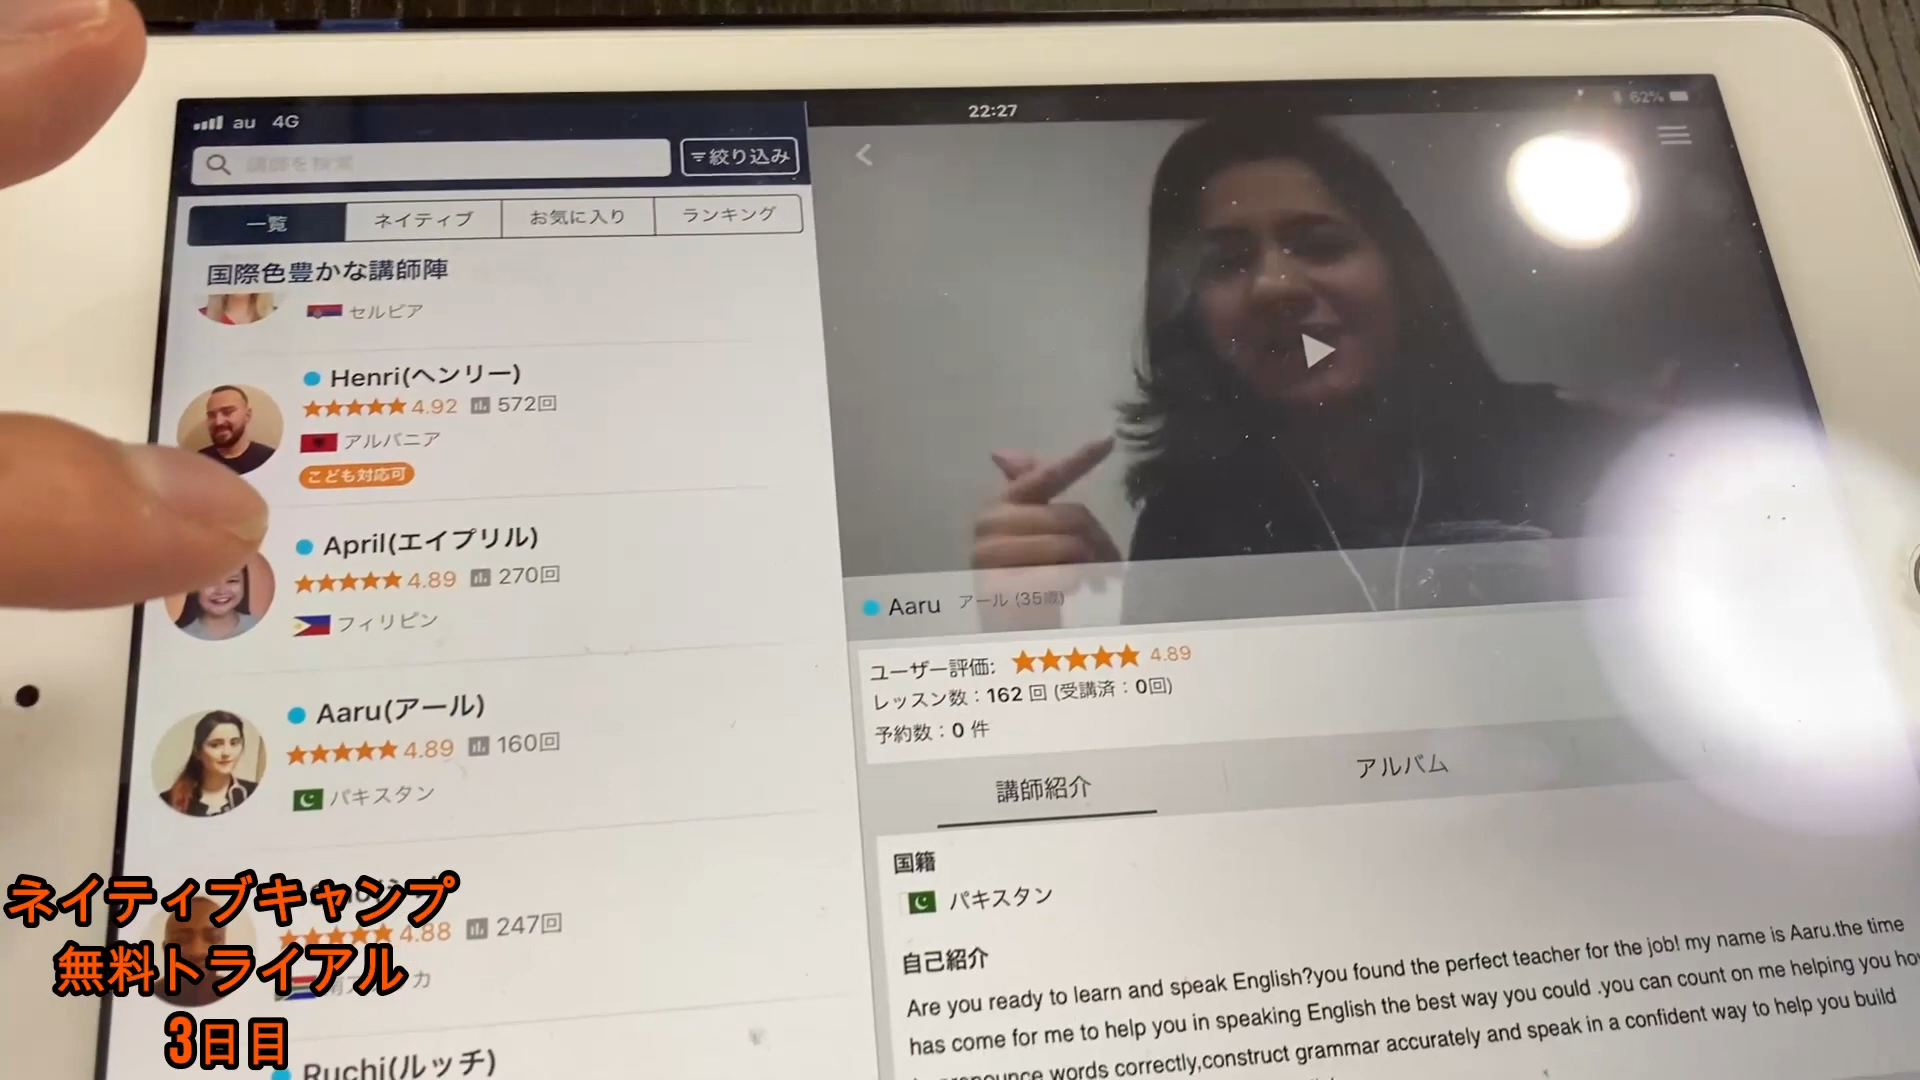 au 4G
22:27
62%
講師を検索
絞り込み
一覧
ネイティブ
お気に入り
ランキング
国際色豊かな講師陣
セルビア
Henri(ヘンリー)
★★★★★ 4.92 572回
アルバニア
こども対応可
April(エイプリル)
★★★★★ 4.89 270回
フィリピン
Aaru(アール)
★★★★★ 4.89 160回
パキスタン
★★★★★ 4.88 247回
カ
Ruchi(ルッチ)
Aaru アール (35歳)
ユーザー評価: ★★★★★ 4.89
レッスン数：162 回 (受講済：0回)
予約数：0 件
講師紹介
アルバム
国籍
パキスタン
自己紹介
Are you ready to learn and speak English?you found the perfect teacher for the job! my name is Aaru.the time
has come for me to help you in speaking English the best way you could .you can count on me helping you
words correctly,construct grammar accurately and speak in a confident way to help you build
ネイティブキャンプ
無料トライアル
3日目